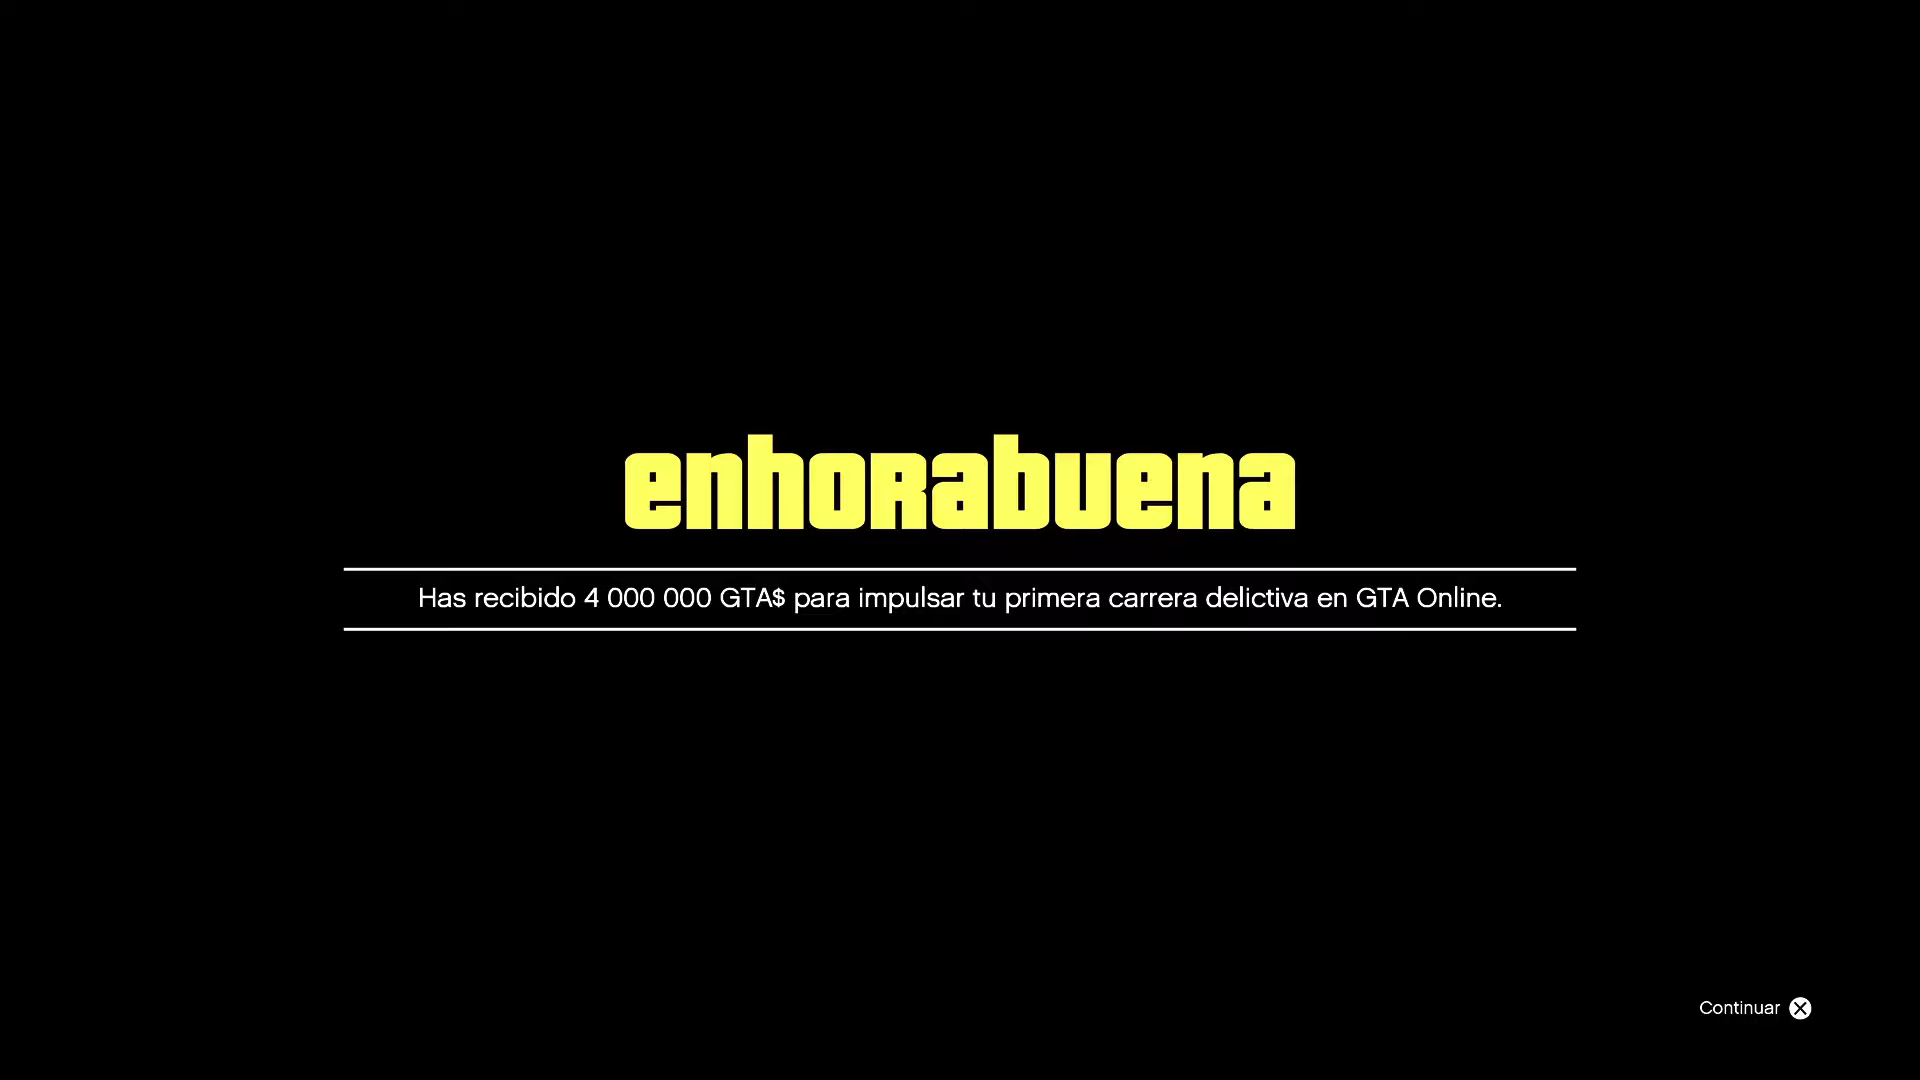 enhorabuena
Has recibido 4 000 000 GTA$ para impulsar tu primera carrera delictiva en GTA Online.
Continuar